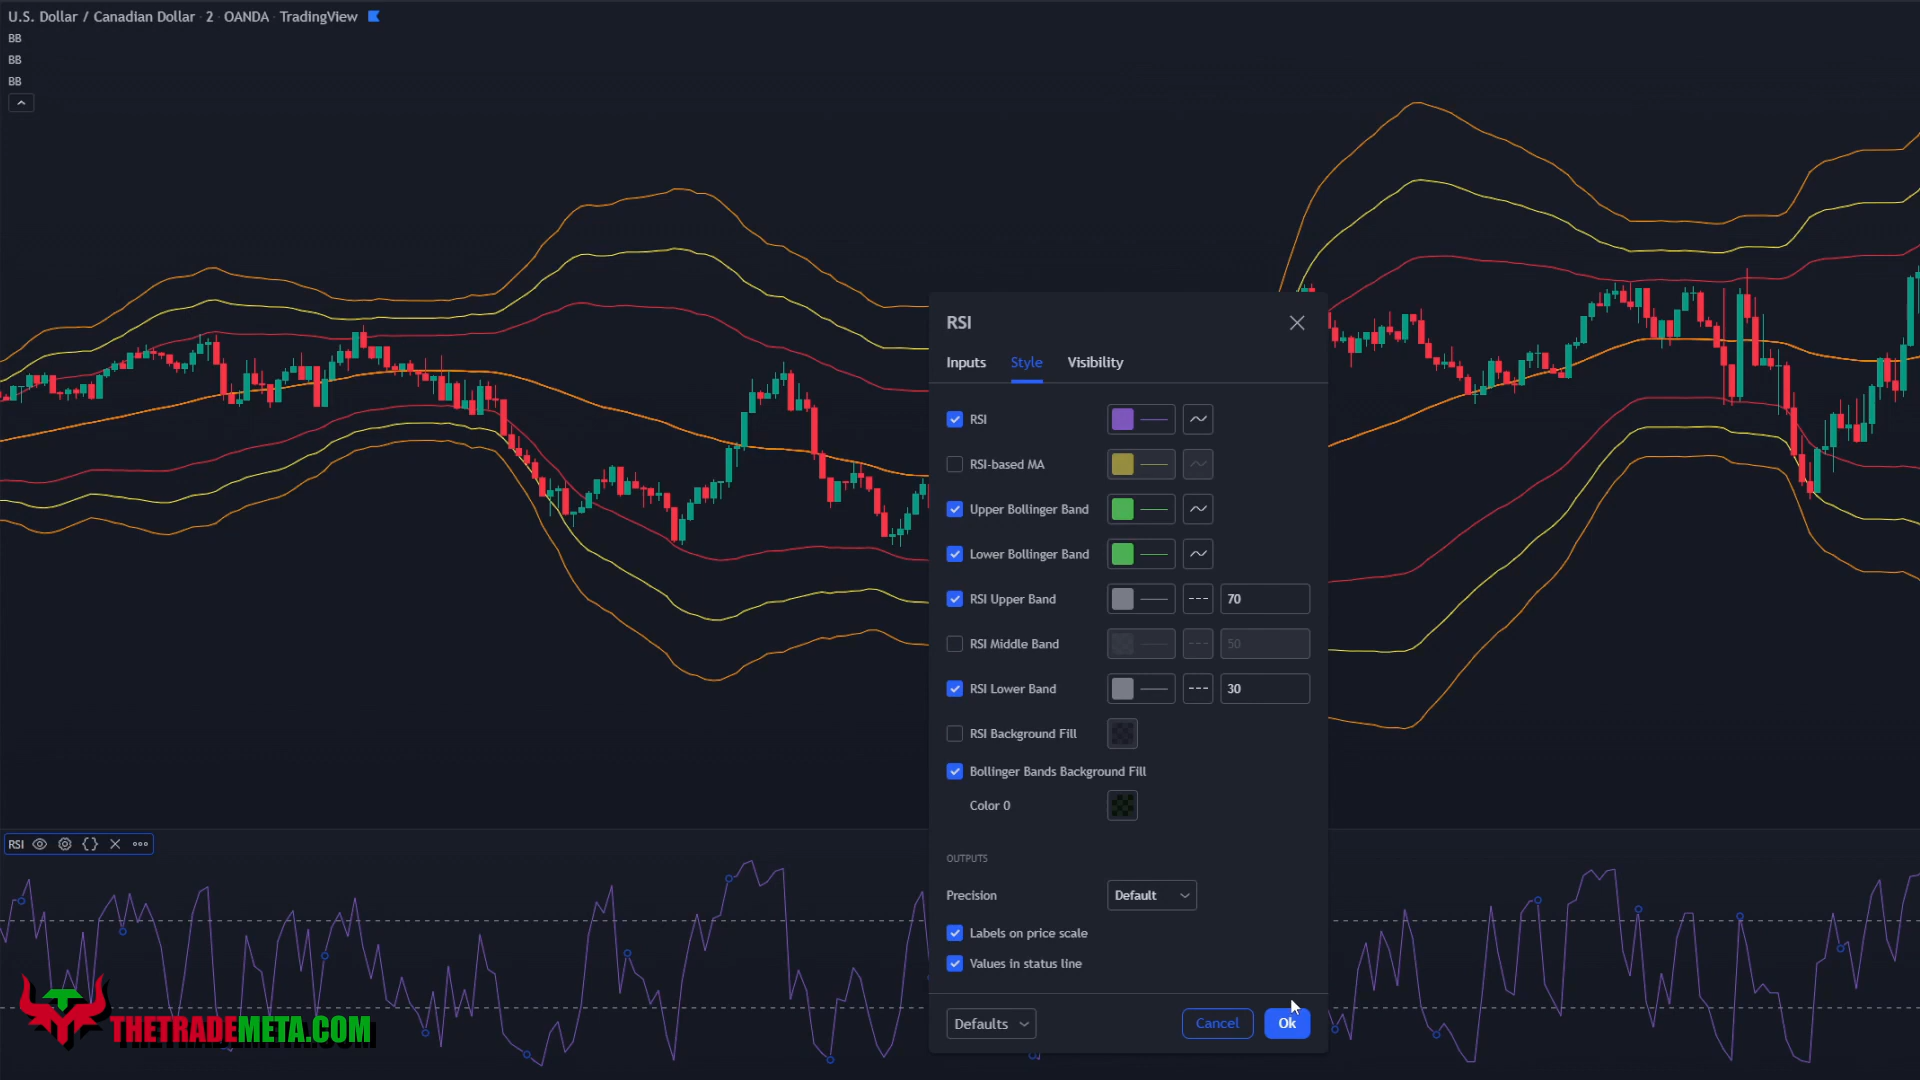 U.S. Dollar / Canadian Dollar · 2 · OANDA · TradingView
BB
BB
BB
RSI
Inputs Style Visibility
RSI
RSI-based MA
Upper Bollinger Band
Lower Bollinger Band
RSI Upper Band 70
RSI Middle Band 50
RSI Lower Band 30
RSI Background Fill
Bollinger Bands Background Fill
Color 0
OUTPUTS
Precision Default
Labels on price scale
Values in status line
Defaults Cancel Ok
RSI
THETRADEMETA.COM